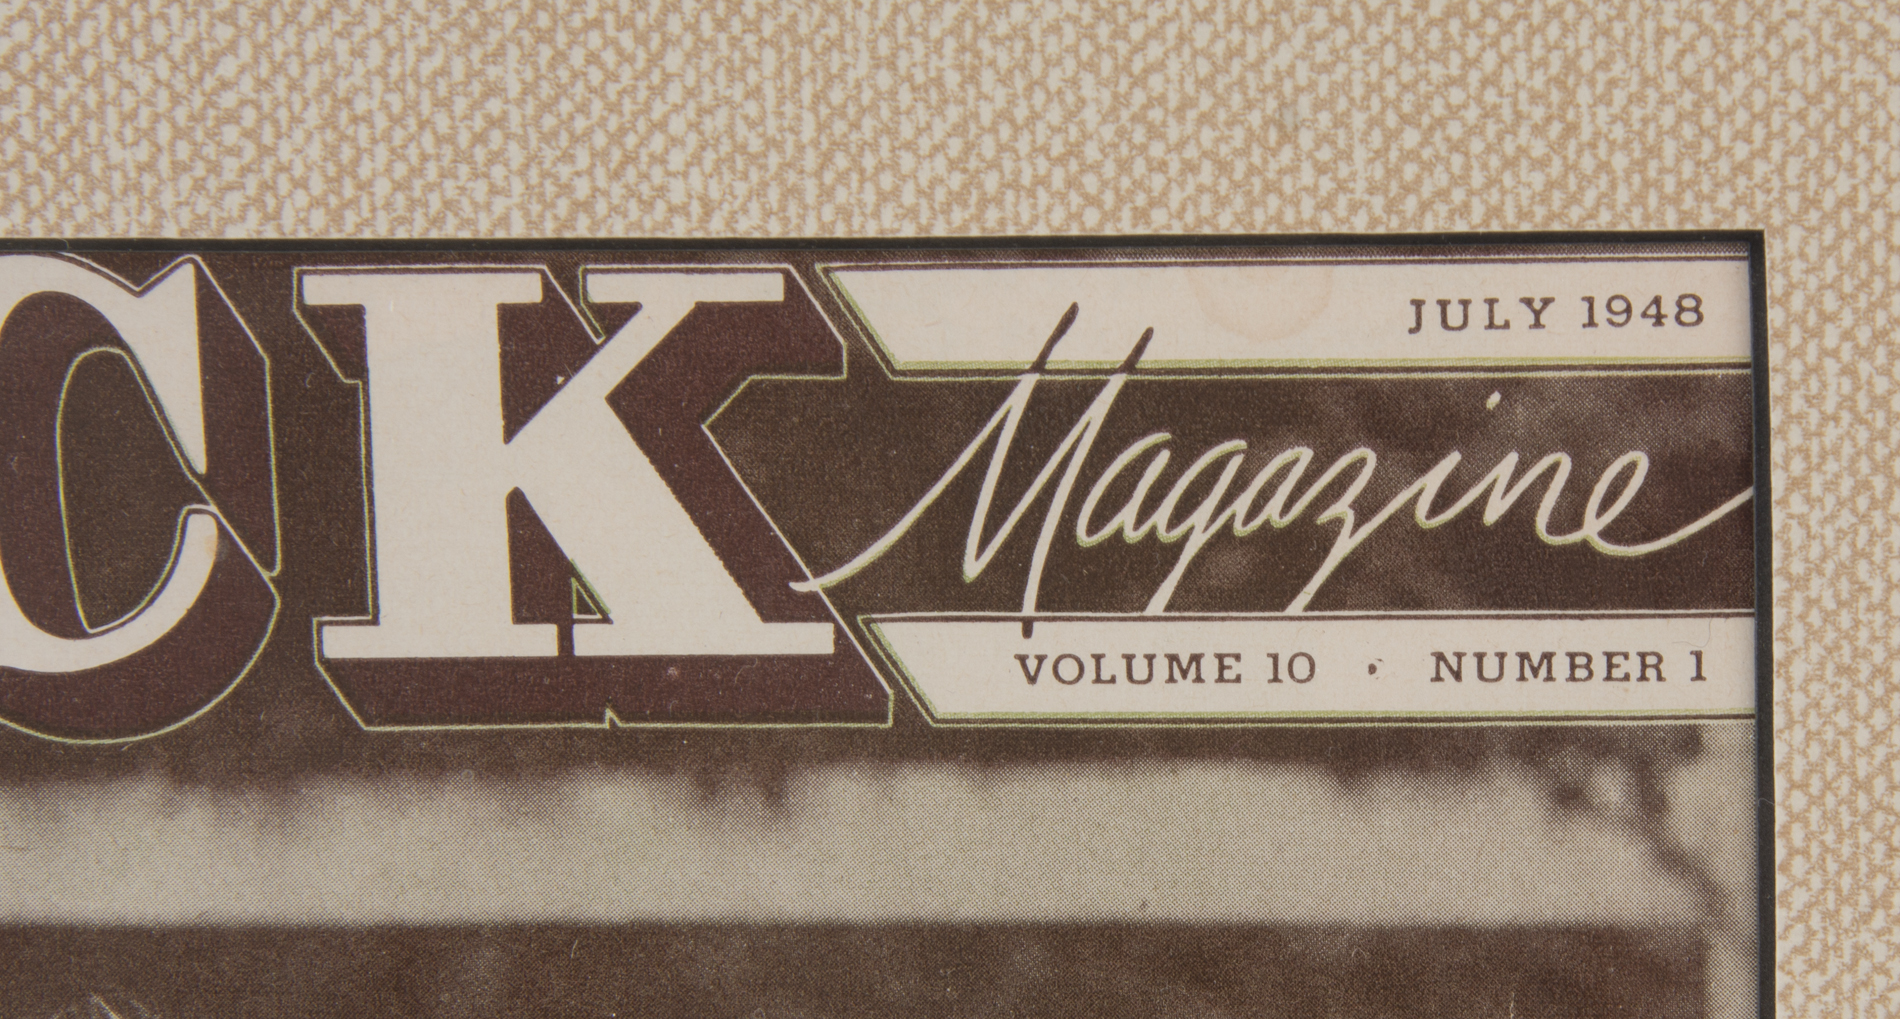 JULY 1948
CK Magazine
VOLUME 10 • NUMBER 1